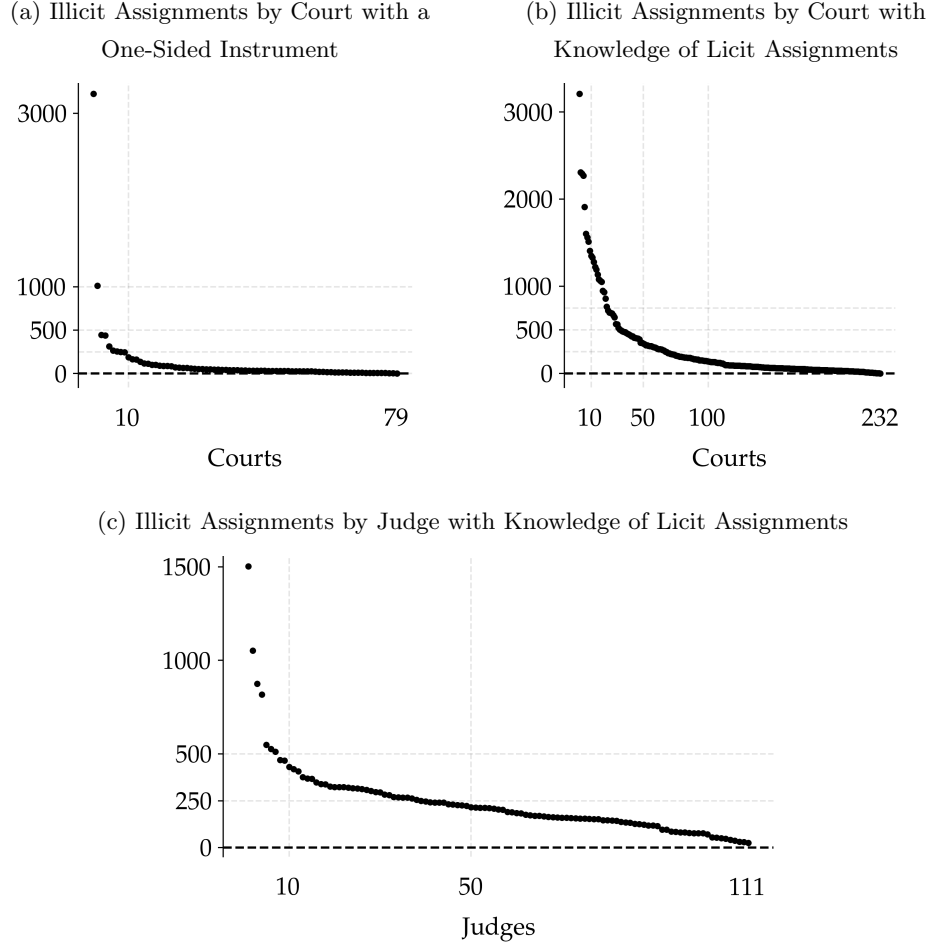 (a) Illicit Assignments by Court with a
One-Sided Instrument
3000
1000
500
0
10
79
Courts
(b) Illicit Assignments by Court with
Knowledge of Licit Assignments
3000
2000
1000
500
0
10
50
100
232
Courts
(c) Illicit Assignments by Judge with Knowledge of Licit Assignments
1500
1000
500
250
0
10
50
111
Judges